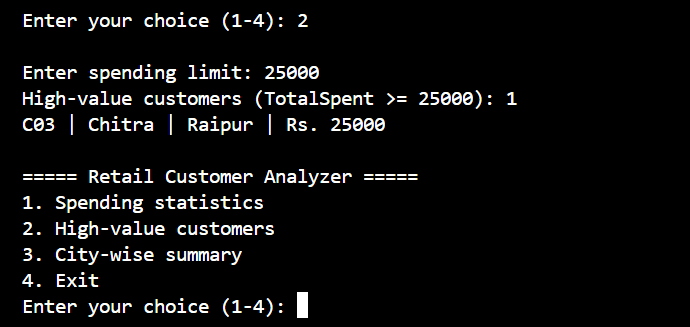 Enter your choice (1-4): 2
Enter spending limit: 25000
High-value customers (TotalSpent >= 25000): 1
C03 | Chitra | Raipur | Rs. 25000
===== Retail Customer Analyzer =====
1. Spending statistics
2. High-value customers
3. City-wise summary
4. Exit
Enter your choice (1-4):